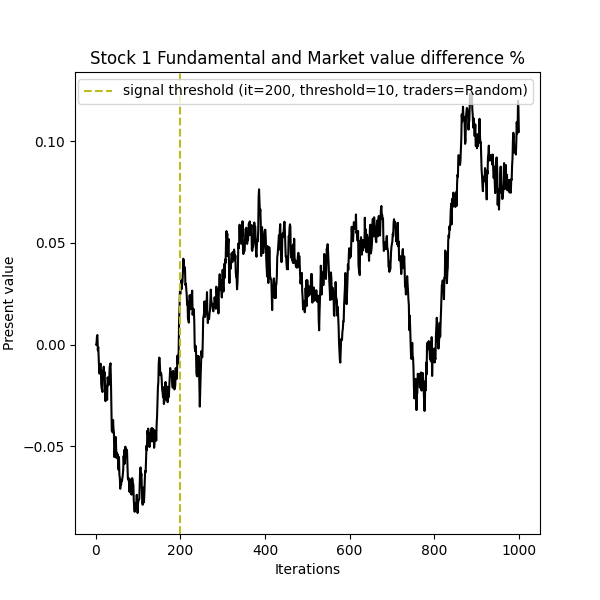 Stock 1 Fundamental and Market value difference %
signal threshold (it=200, threshold=10, traders=Random)
0.10
0.05
0.00
−0.05
Present value
0 200 400 600 800 1000
Iterations